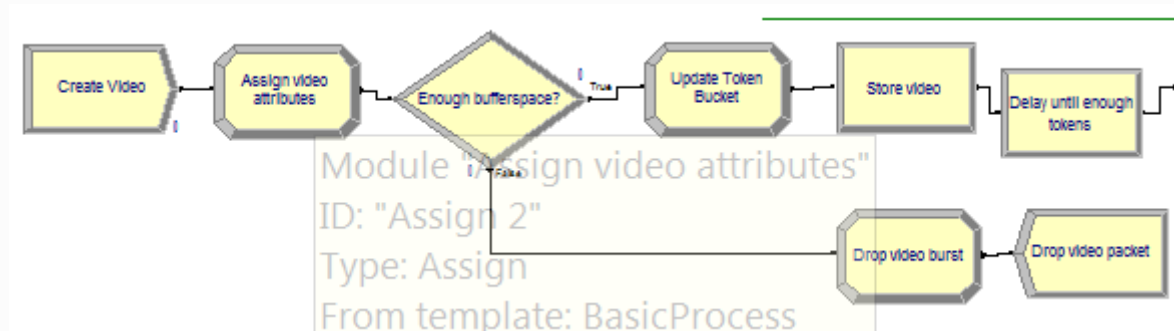 Create Video
Assign video
attributes
Enough bufferspace?
True
False
Update Token
Bucket
Store video
Delay until enough
tokens
Drop video burst
Drop video packet
Module "Assign video attributes"
ID: "Assign 2"
Type: Assign
From template: BasicProcess